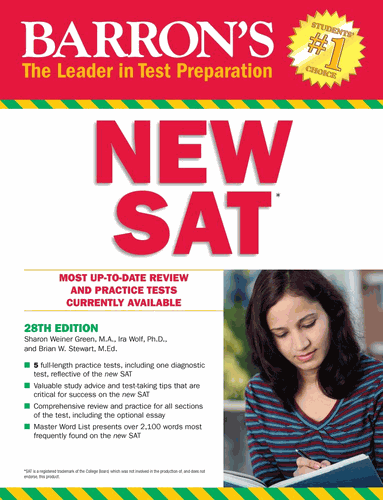 BARRON'S
The Leader in Test Preparation
STUDENTS'
#1
CHOICE
NEW
SAT*
MOST UP-TO-DATE REVIEW
AND PRACTICE TESTS
CURRENTLY AVAILABLE
28TH EDITION
Sharon Weiner Green, M.A., Ira Wolf, Ph.D.,
and Brian W. Stewart, M.Ed.
5 full-length practice tests, including one diagnostic
test, reflective of the new SAT
Valuable study advice and test-taking tips that are
critical for success on the new SAT
Comprehensive review and practice for all sections
of the test, including the optional essay
Master Word List presents over 2,100 words most
frequently found on the new SAT
*SAT is a registered trademark of the College Board, which was not involved in the production of, and does not
endorse, this product.